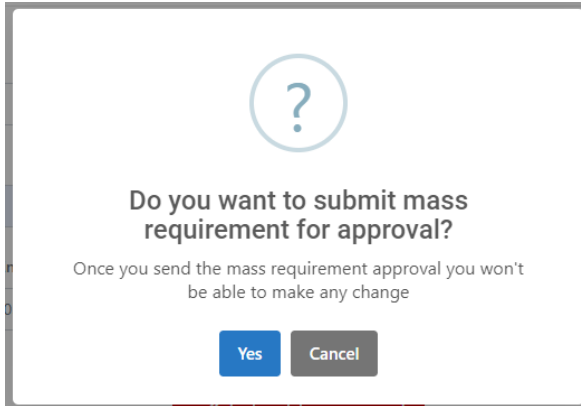 ?
Do you want to submit mass
requirement for approval?
Once you send the mass requirement approval you won't
be able to make any change
Yes
Cancel